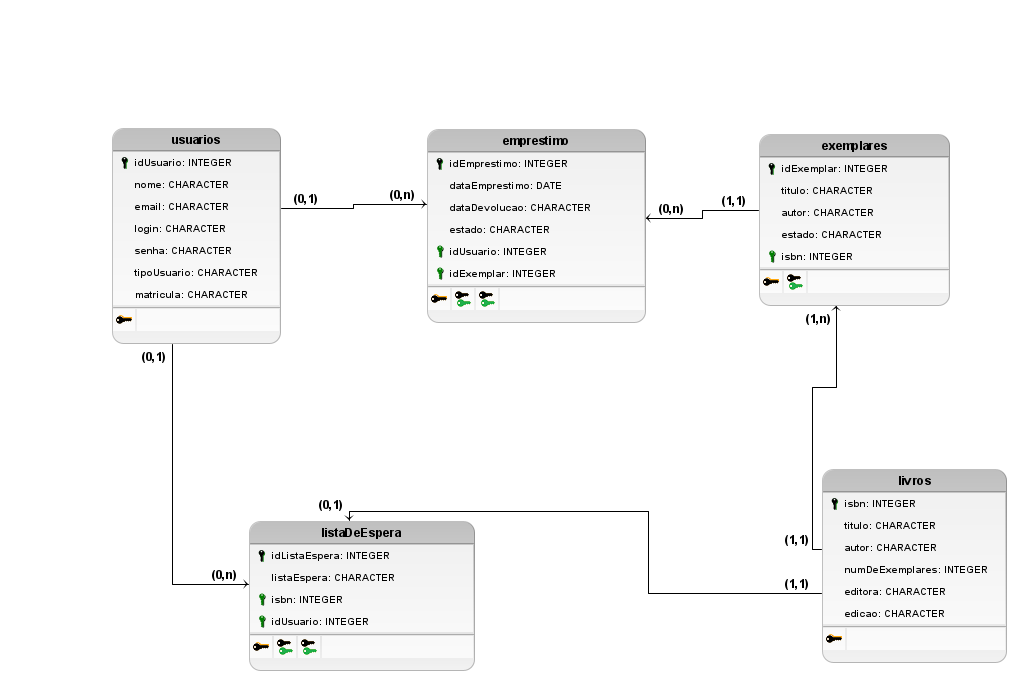 usuarios
idUsuario: INTEGER
nome: CHARACTER
email: CHARACTER
login: CHARACTER
senha: CHARACTER
tipoUsuario: CHARACTER
matricula: CHARACTER
(0,1)
(0,n)
emprestimo
idEmprestimo: INTEGER
dataEmprestimo: DATE
dataDevolucao: CHARACTER
estado: CHARACTER
idUsuario: INTEGER
idExemplar: INTEGER
(0,n)
(1,1)
exemplares
idExemplar: INTEGER
titulo: CHARACTER
autor: CHARACTER
estado: CHARACTER
isbn: INTEGER
(1,n)
(0,1)
(0,n)
(0,1)
listaDeEspera
idListaEspera: INTEGER
listaEspera: CHARACTER
isbn: INTEGER
idUsuario: INTEGER
(1,1)
(1,1)
livros
isbn: INTEGER
titulo: CHARACTER
autor: CHARACTER
numDeExemplares: INTEGER
editora: CHARACTER
edicao: CHARACTER